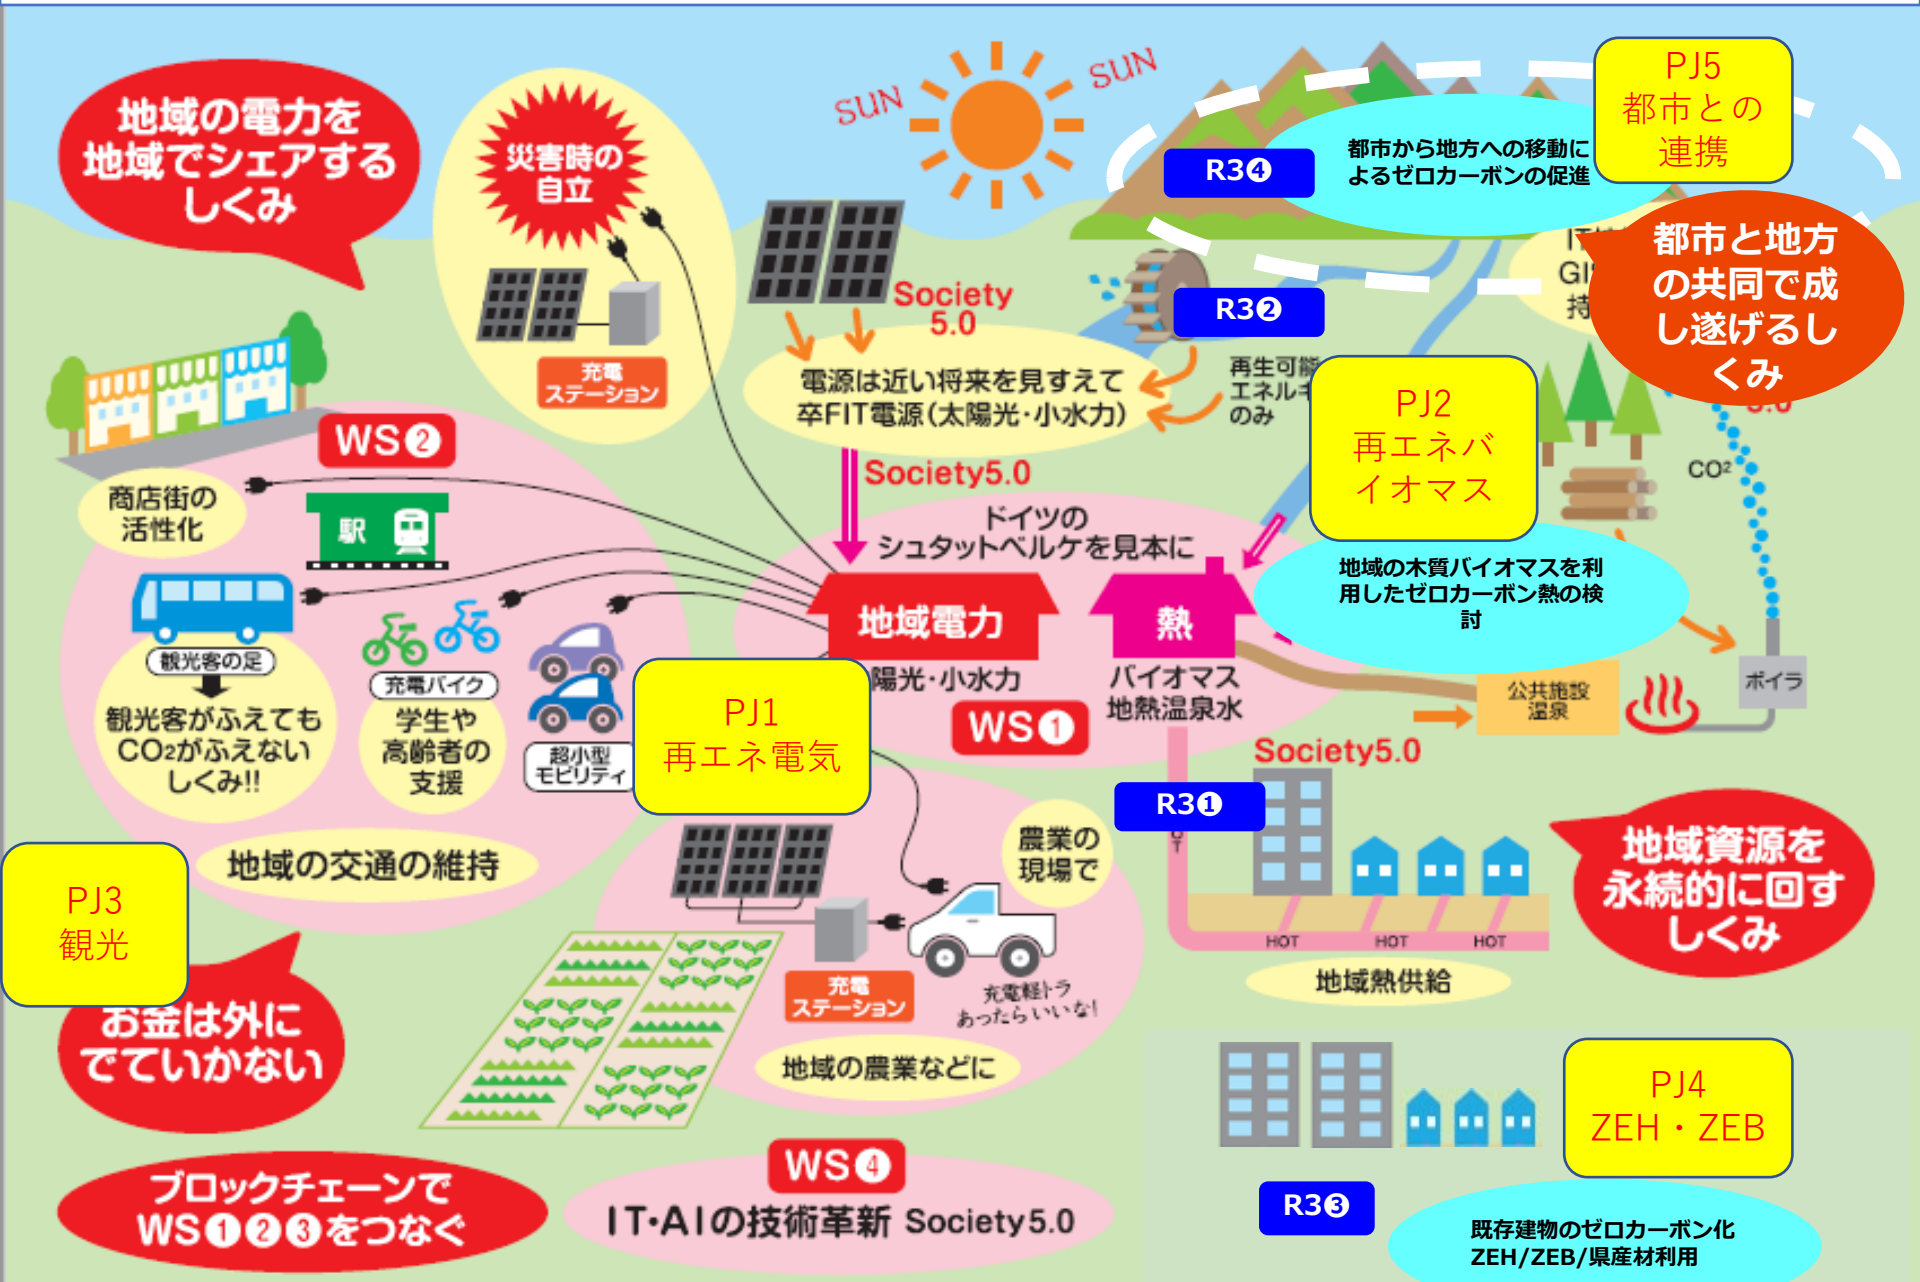 地域の電力を
地域でシェアする
しくみ
災害時の
自立
充電
ステーション
SUN
SUN
PJ5
都市との
連携
R3❹
都市から地方への移動に
よるゼロカーボンの促進
都市と地方
の共同で成
し遂げるし
くみ
Society
5.0
R3❷
電源は近い将来を見すえて
卒FIT電源(太陽光・小水力)
再生可能
エネルギ
のみ
PJ2
再エネバ
イオマス
CO²
WS❷
商店街の
活性化
駅
Society5.0
ドイツの
シュタットベルケを見本に
地域電力
陽光・小水力
熱
バイオマス
地熱温泉水
WS❶
地域の木質バイオマスを利
用したゼロカーボン熱の検
討
公共施設
温泉
ボイラ
観光客の足
観光客がふえても
CO₂がふえない
しくみ!!
充電バイク
学生や
高齢者の
支援
超小型
モビリティ
PJ1
再エネ電気
地域の交通の維持
Society5.0
R3❶
HOT
HOT
HOT
地域熱供給
地域資源を
永続的に回す
しくみ
PJ3
観光
お金は外に
でていかない
農業の
現場で
充電
ステーション
充電軽トラ
あったらいいな!
地域の農業などに
PJ4
ZEH・ZEB
R3❸
既存建物のゼロカーボン化
ZEH/ZEB/県産材利用
ブロックチェーンで
WS❶❷❸をつなぐ
WS❹
IT・AIの技術革新 Society5.0